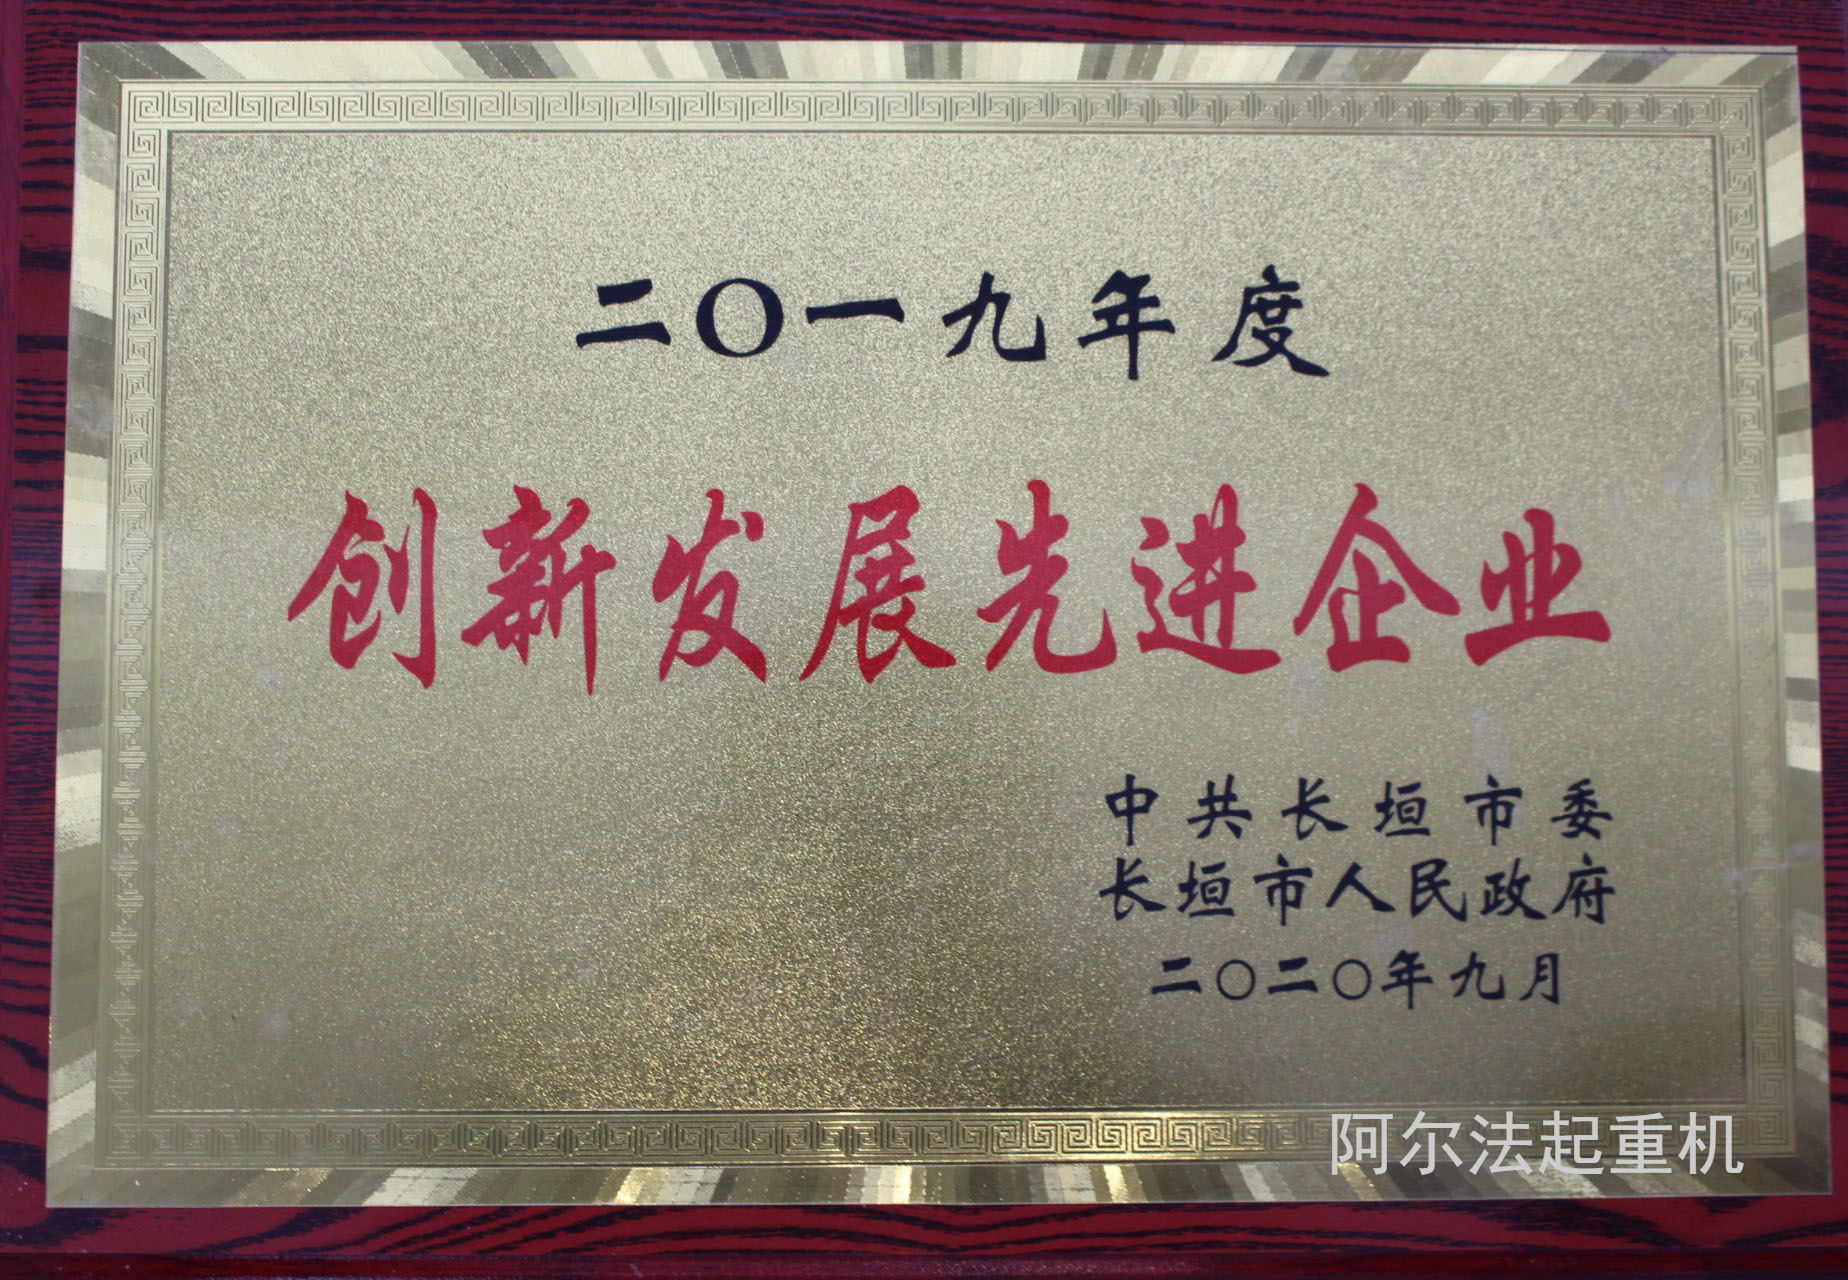 二〇一九年度
创新发展先进企业
中共长垣市委
长垣市人民政府
二〇二〇年九月
阿尔法起重机